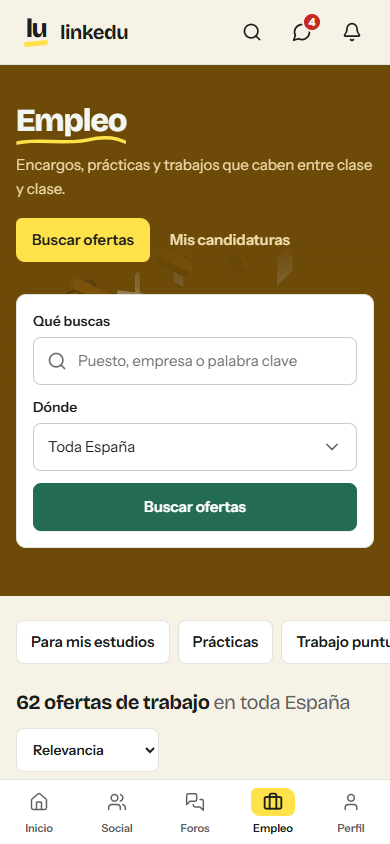 lu linkedu
4
Empleo
Encargos, prácticas y trabajos que caben entre clase
y clase.
Buscar ofertas
Mis candidaturas
Qué buscas
Puesto, empresa o palabra clave
Dónde
Toda España
Buscar ofertas
Para mis estudios
Prácticas
Trabajo puntu
62 ofertas de trabajo en toda España
Relevancia
Inicio
Social
Foros
Empleo
Perfil